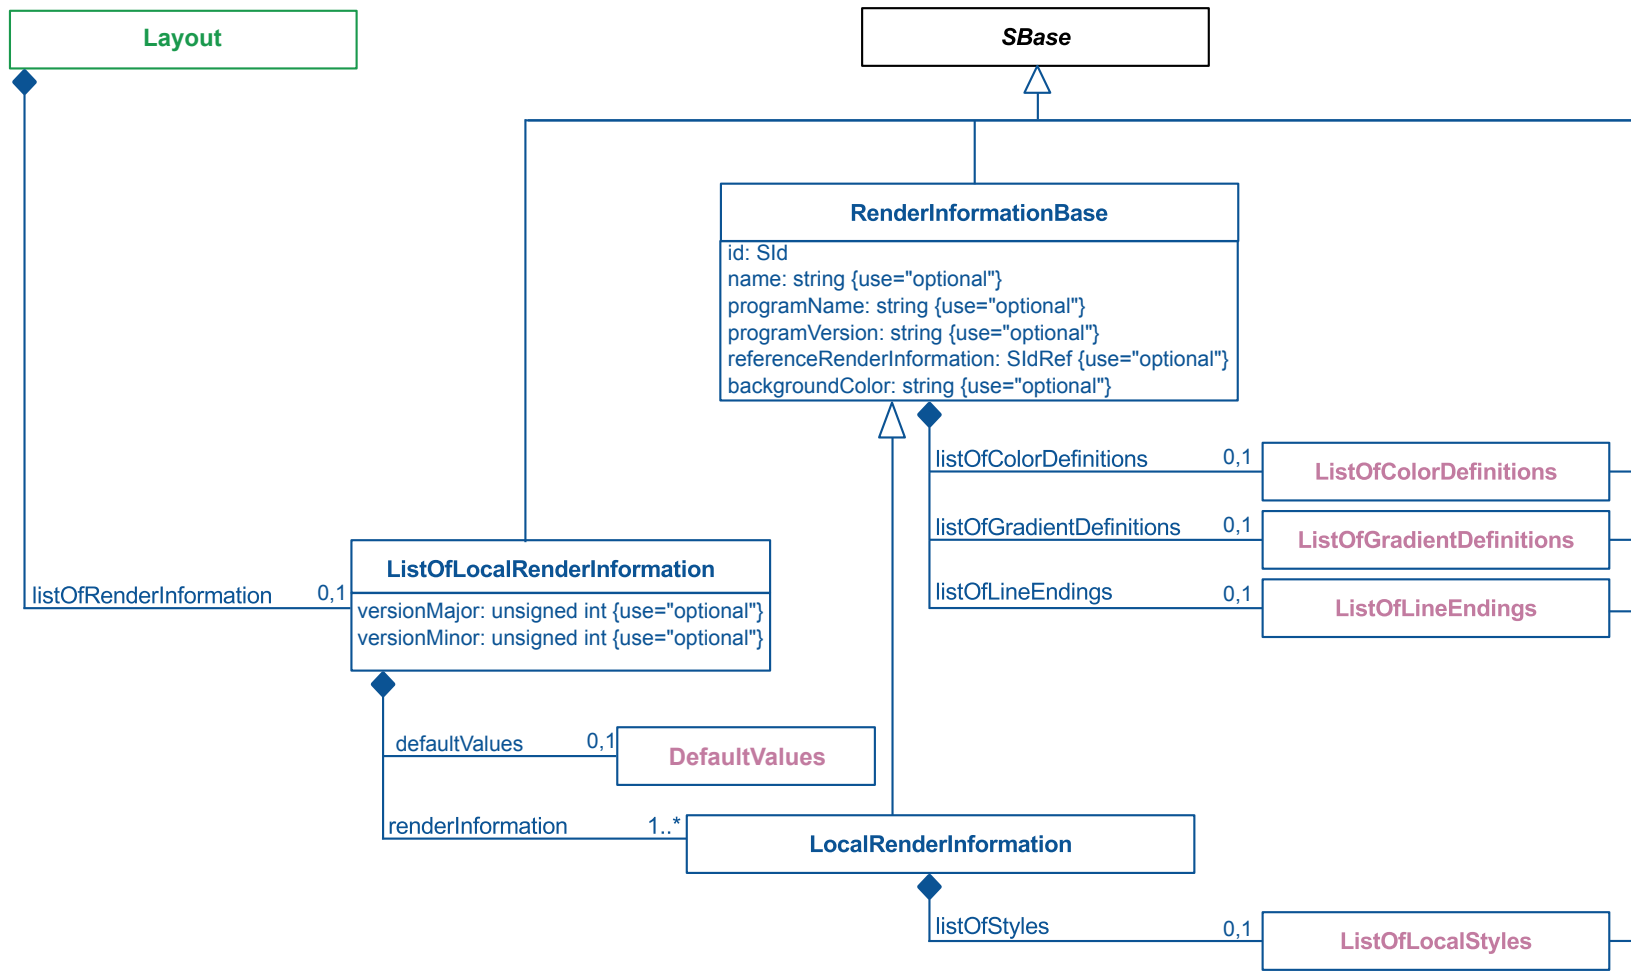 Layout
SBase
RenderInformationBase
id: SId
name: string {use="optional"}
programName: string {use="optional"}
programVersion: string {use="optional"}
referenceRenderInformation: SIdRef {use="optional"}
backgroundColor: string {use="optional"}
listOfColorDefinitions 0,1
ListOfColorDefinitions
listOfGradientDefinitions 0,1
ListOfGradientDefinitions
listOfLineEndings 0,1
ListOfLineEndings
listOfRenderInformation 0,1
ListOfLocalRenderInformation
versionMajor: unsigned int {use="optional"}
versionMinor: unsigned int {use="optional"}
defaultValues 0,1
DefaultValues
renderInformation 1..*
LocalRenderInformation
listOfStyles 0,1
ListOfLocalStyles